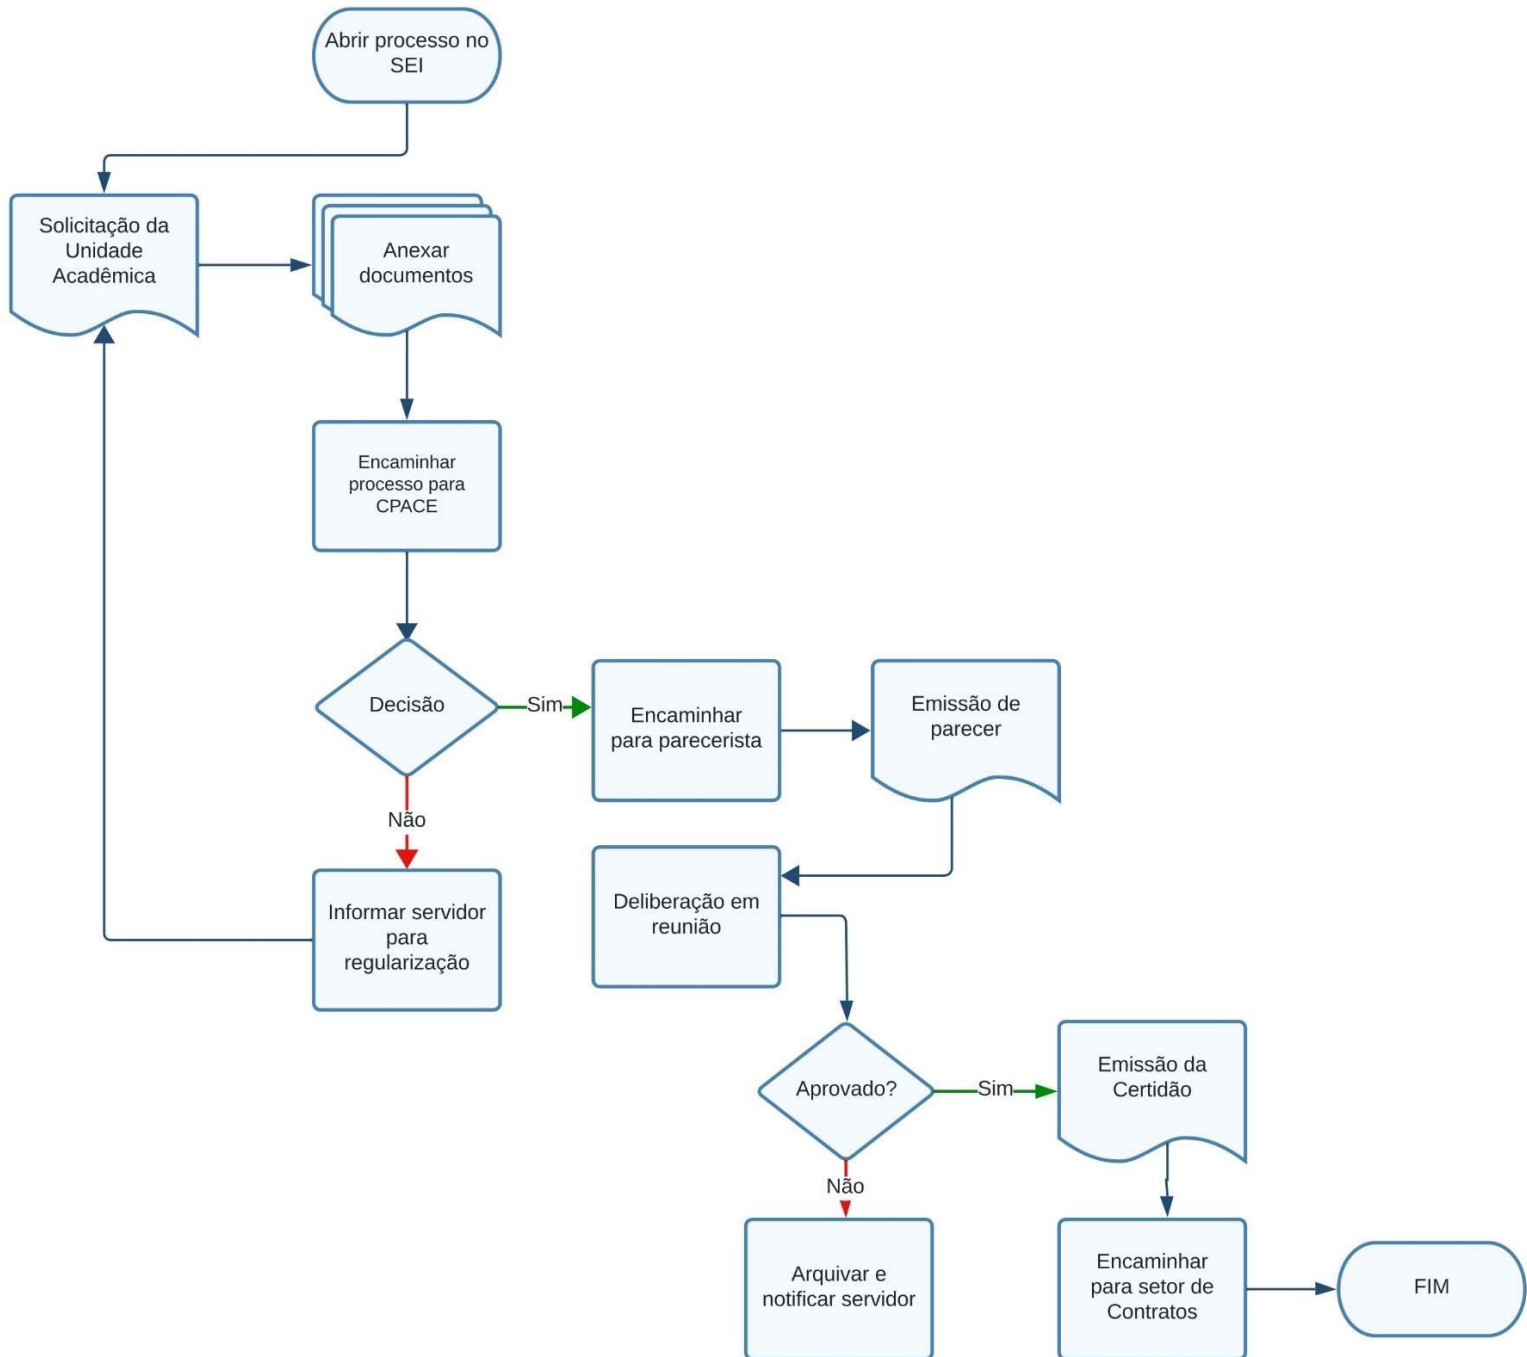 Abrir processo no
SEI
Solicitação da
Unidade
Acadêmica
Anexar
documentos
Encaminhar
processo para
CPACE
Decisão
Sim
Encaminhar
para parecerista
Emissão de
parecer
Não
Informar servidor
para
regularização
Deliberação em
reunião
Aprovado?
Sim
Emissão da
Certidão
Não
Arquivar e
notificar servidor
Encaminhar
para setor de
Contratos
FIM